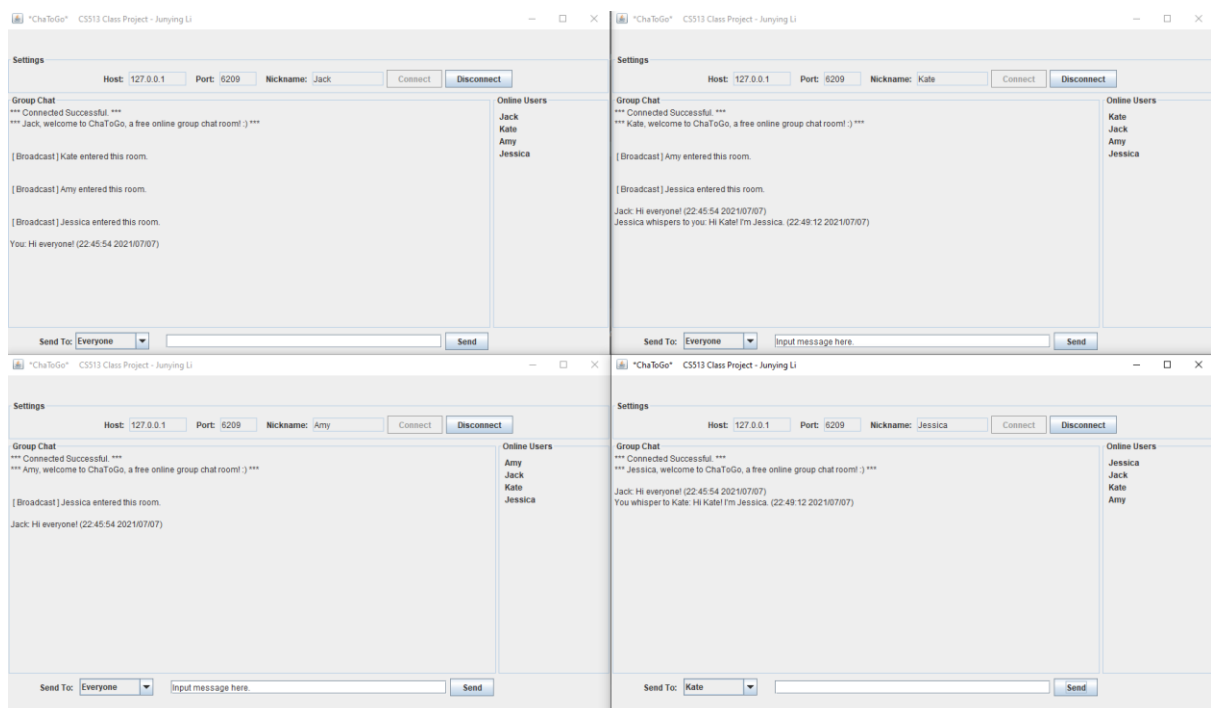 *ChaToGo* CS513 Class Project - Junying Li
Settings
Host: 127.0.0.1 Port: 6209 Nickname: Jack Connect Disconnect
Group Chat
*** Connected Successful. ***
*** Jack, welcome to ChaToGo, a free online group chat room! :) ***
[ Broadcast ] Kate entered this room.
[ Broadcast ] Amy entered this room.
[ Broadcast ] Jessica entered this room.
You: Hi everyone! (22:45:54 2021/07/07)
Online Users
Jack
Kate
Amy
Jessica
Send To: Everyone Send
*ChaToGo* CS513 Class Project - Junying Li
Settings
Host: 127.0.0.1 Port: 6209 Nickname: Kate Connect Disconnect
Group Chat
*** Connected Successful. ***
*** Kate, welcome to ChaToGo, a free online group chat room! :) ***
[ Broadcast ] Amy entered this room.
[ Broadcast ] Jessica entered this room.
Jack: Hi everyone! (22:45:54 2021/07/07)
Jessica whispers to you: Hi Kate! I'm Jessica. (22:49:12 2021/07/07)
Online Users
Kate
Jack
Amy
Jessica
Send To: Everyone Input message here. Send
*ChaToGo* CS513 Class Project - Junying Li
Settings
Host: 127.0.0.1 Port: 6209 Nickname: Amy Connect Disconnect
Group Chat
*** Connected Successful. ***
*** Amy, welcome to ChaToGo, a free online group chat room! :) ***
[ Broadcast ] Jessica entered this room.
Jack: Hi everyone! (22:45:54 2021/07/07)
Online Users
Amy
Jack
Kate
Jessica
Send To: Everyone Input message here. Send
*ChaToGo* CS513 Class Project - Junying Li
Settings
Host: 127.0.0.1 Port: 6209 Nickname: Jessica Connect Disconnect
Group Chat
*** Connected Successful. ***
*** Jessica, welcome to ChaToGo, a free online group chat room! :) ***
Jack: Hi everyone! (22:45:54 2021/07/07)
You whisper to Kate: Hi Kate! I'm Jessica. (22:49:12 2021/07/07)
Online Users
Jessica
Jack
Kate
Amy
Send To: Kate Send